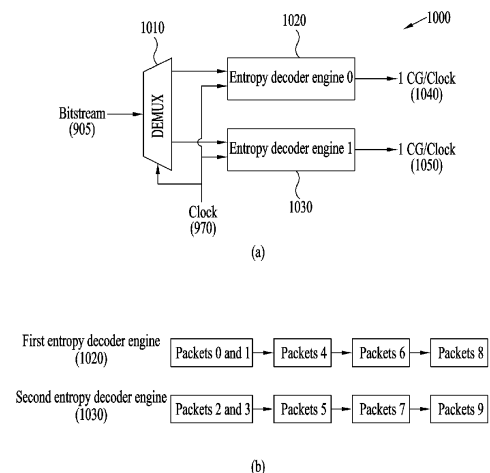 1000
1010
1020
DEMUX
Entropy decoder engine 0
1 CG/Clock
(1040)
Bitstream
(905)
Entropy decoder engine 1
1 CG/Clock
(1050)
1030
Clock
(970)
(a)
First entropy decoder engine
(1020)
Packets 0 and 1
Packets 4
Packets 6
Packets 8
Second entropy decoder engine
(1030)
Packets 2 and 3
Packets 5
Packets 7
Packets 9
(b)